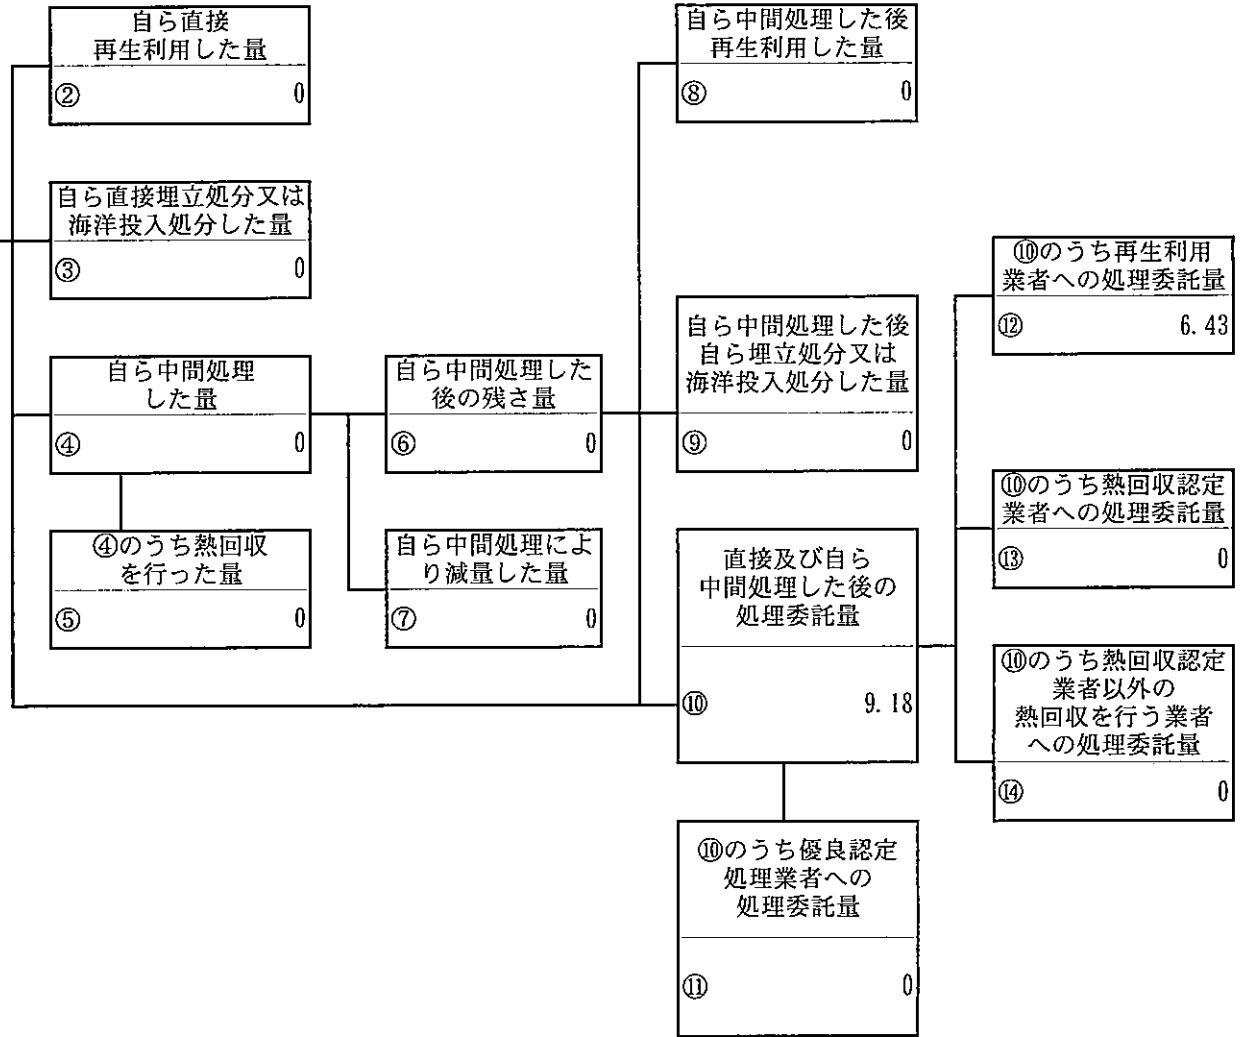 自ら直接
再生利用した量
② 0
自ら直接埋立処分又は
海洋投入処分した量
③ 0
自ら中間処理
した量
④ 0
④のうち熱回収
を行った量
⑤ 0
自ら中間処理した
後の残さ量
⑥ 0
自ら中間処理によ
り減量した量
⑦ 0
自ら中間処理した後
再生利用した量
⑧ 0
自ら中間処理した後
自ら埋立処分又は
海洋投入処分した量
⑨ 0
直接及び自ら
中間処理した後の
処理委託量
⑩ 9.18
⑩のうち優良認定
処理業者への
処理委託量
⑪ 0
⑩のうち再生利用
業者への処理委託量
⑫ 6.43
⑩のうち熱回収認定
業者への処理委託量
⑬ 0
⑩のうち熱回収認定
業者以外の
熱回収を行う業者
への処理委託量
⑭ 0